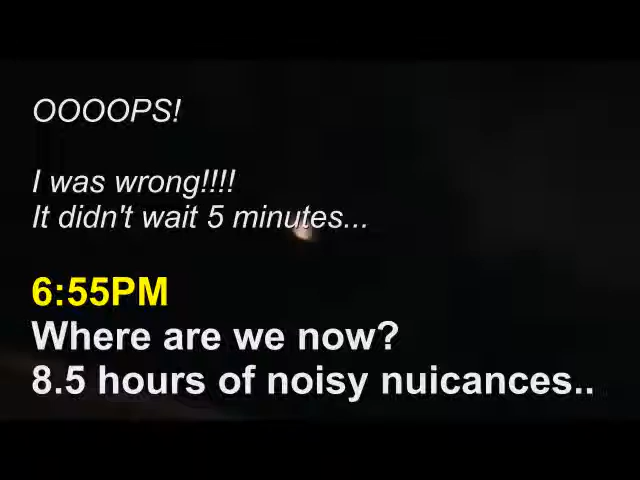 OOOOPS!
I was wrong!!!!
It didn't wait 5 minutes...
6:55PM
Where are we now?
8.5 hours of noisy nuicances..